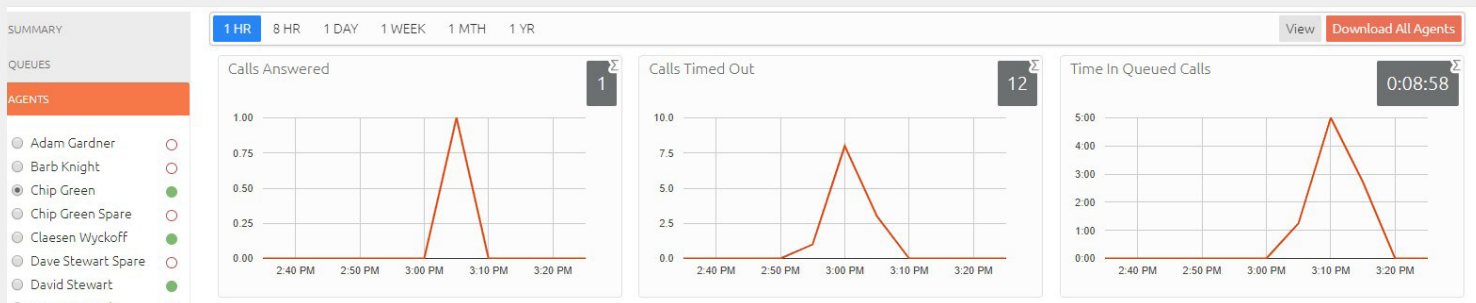 SUMMARY
QUEUES
AGENTS
Adam Gardner
Barb Knight
Chip Green
Chip Green Spare
Claesen Wyckoff
Dave Stewart Spare
David Stewart
1 HR 8 HR 1 DAY 1 WEEK 1 MTH 1 YR View Download All Agents
Calls Answered
Σ
1
1.00
0.75
0.50
0.25
0.00
2:40 PM 2:50 PM 3:00 PM 3:10 PM 3:20 PM
Calls Timed Out
Σ
12
10.0
7.5
5.0
2.5
0.0
2:40 PM 2:50 PM 3:00 PM 3:10 PM 3:20 PM
Time In Queued Calls
Σ
0:08:58
5:00
4:00
3:00
2:00
1:00
0:00
2:40 PM 2:50 PM 3:00 PM 3:10 PM 3:20 PM